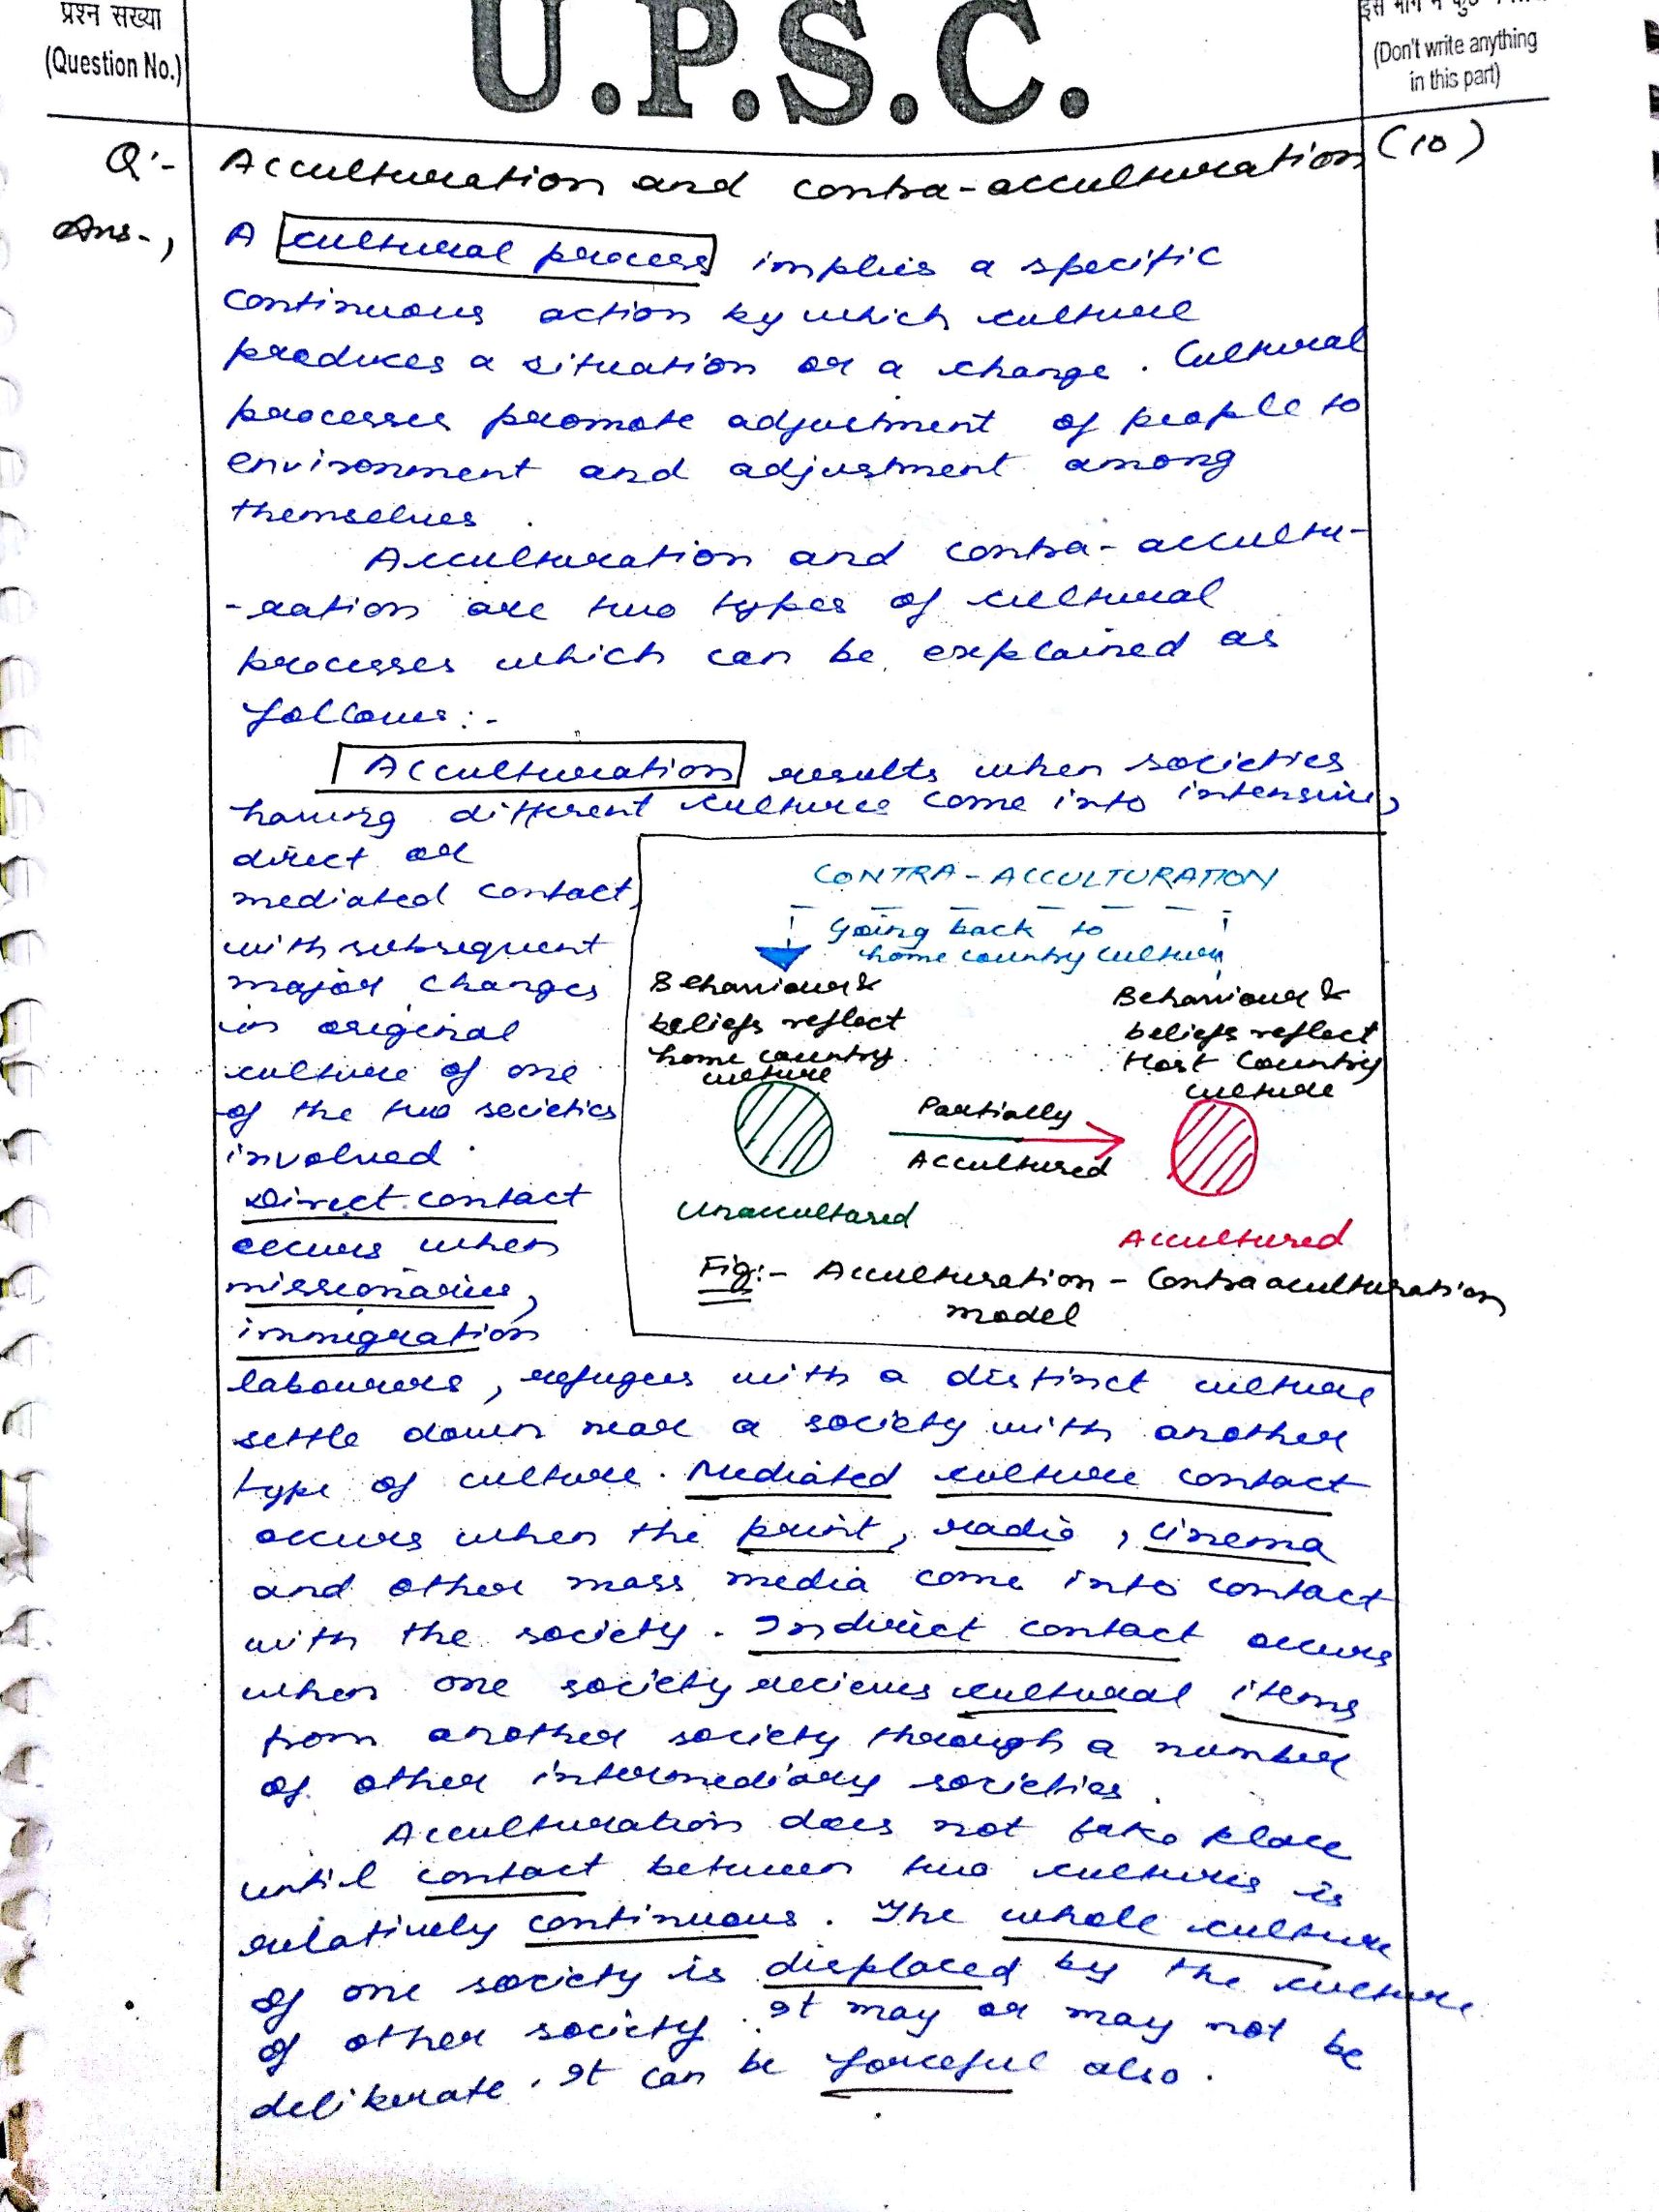 प्रश्न सख्या
(Question No.)
U.P.S.C.
(Don't write anything
in this part)
Q:- Acculturation and contra-acculturation (10)
Ans-, A cultural process implies a specific
continuous action by which culture
produces a situation or a change. Cultural
processes promote adjustment of people to
environment and adjustment among
themselves.
Acculturation and contra-accultu-
-ration are two types of cultural
processes which can be explained as
follows:-
Acculturation results when societies
having different cultures come into intensive,
direct or
mediated contact,
with subsequent
major changes
in original
culture of one
of the two societies
involved.
Direct contact
occurs when
missionaries,
immigration
CONTRA-ACCULTURATION
Going back to
home country culture
Behaviour &
beliefs reflect
home country
culture
Behaviour &
beliefs reflect
Host Country
culture
Partially
Accultured
Unaccultured
Accultured
Fig:- Acculturation - Contraacculturation
model
labourers, refugees with a distinct culture
settle down near a society with another
type of culture. Mediated culture contact
occurs when the print, radio, cinema
and other mass media come into contact
with the society. Indirect contact occurs
when one society recieves cultural items
from another society through a number
of other intermediary societies.
Acculturation does not take place
until contact between two cultures is
relatively continuous. The whole culture
of one society is displaced by the culture
of other society. It may or may not be
deliberate. It can be forceful also.